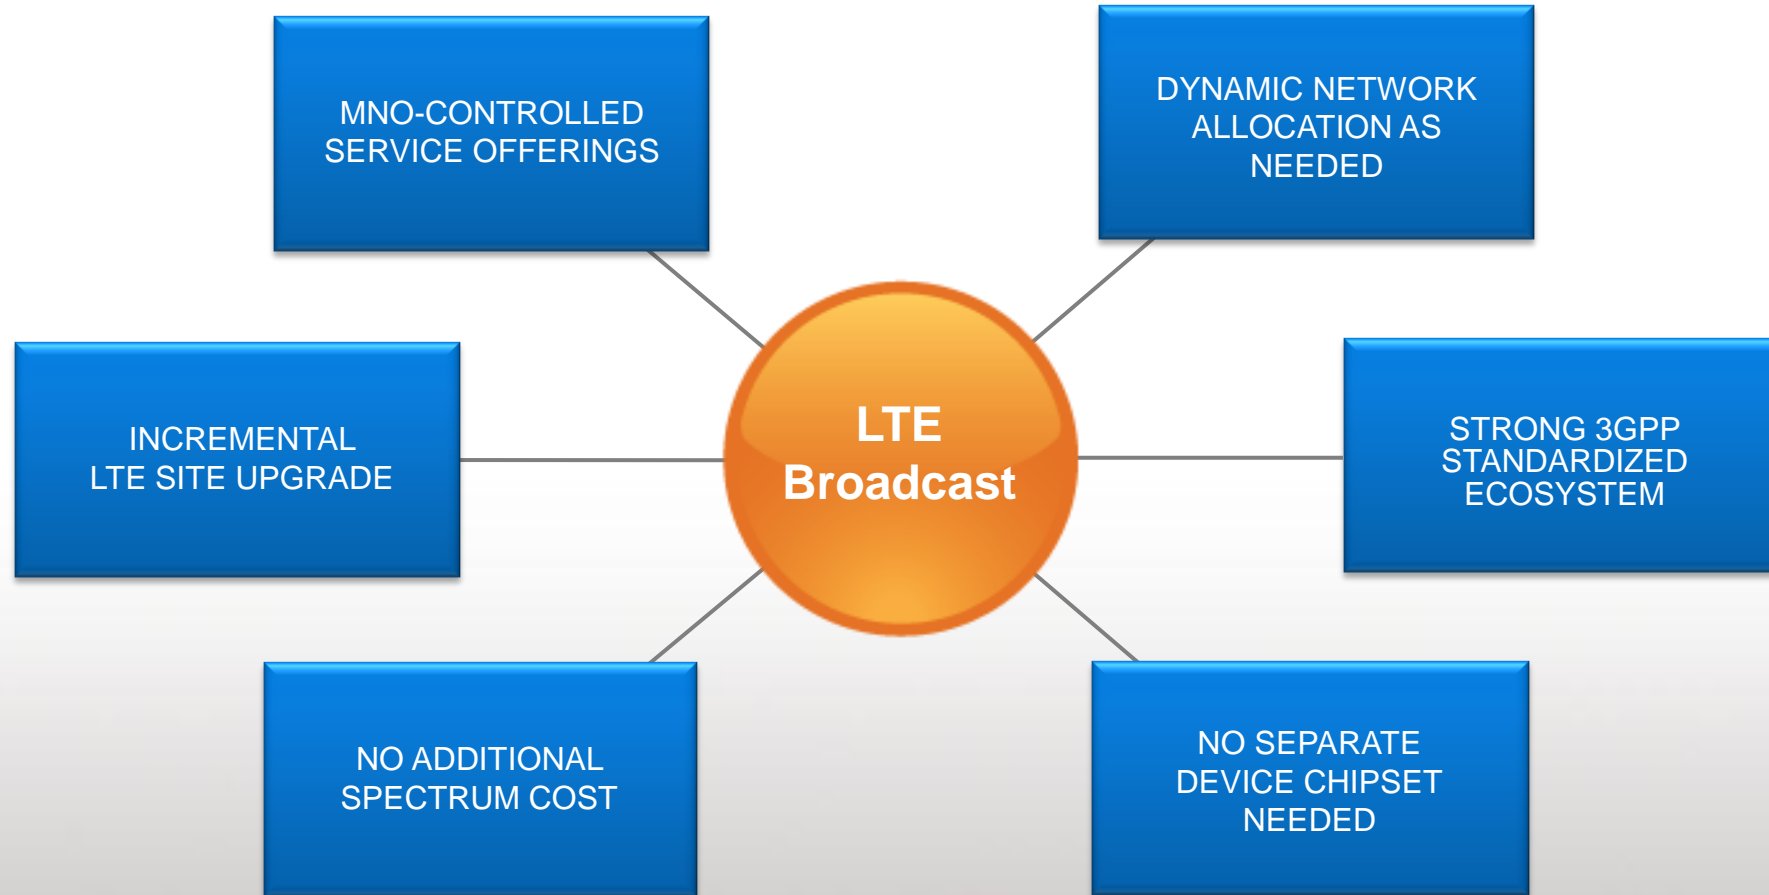 MNO-CONTROLLED
SERVICE OFFERINGS
DYNAMIC NETWORK
ALLOCATION AS
NEEDED
INCREMENTAL
LTE SITE UPGRADE
LTE
Broadcast
STRONG 3GPP
STANDARDIZED
ECOSYSTEM
NO ADDITIONAL
SPECTRUM COST
NO SEPARATE
DEVICE CHIPSET
NEEDED